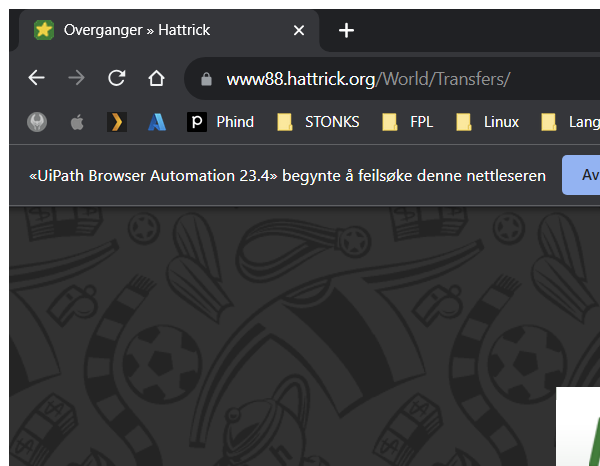 Overganger » Hattrick
www88.hattrick.org/World/Transfers/
p Phind STONKS FPL Linux Lang
«UiPath Browser Automation 23.4» begynte å feilsøke denne nettleseren Av